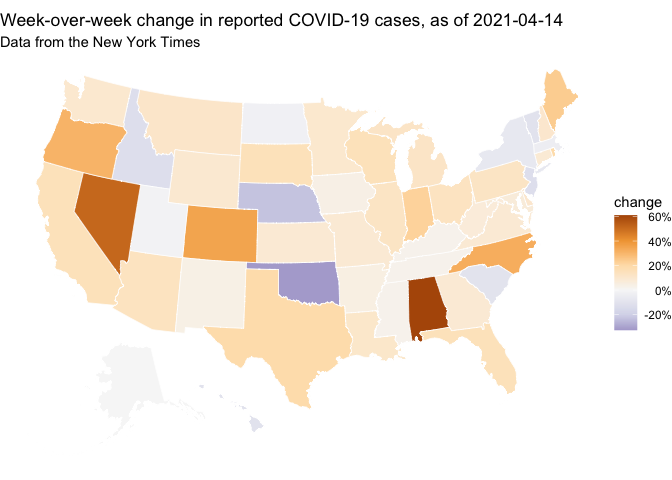 Week-over-week change in reported COVID-19 cases, as of 2021-04-14
Data from the New York Times
change
60%
40%
20%
0%
-20%